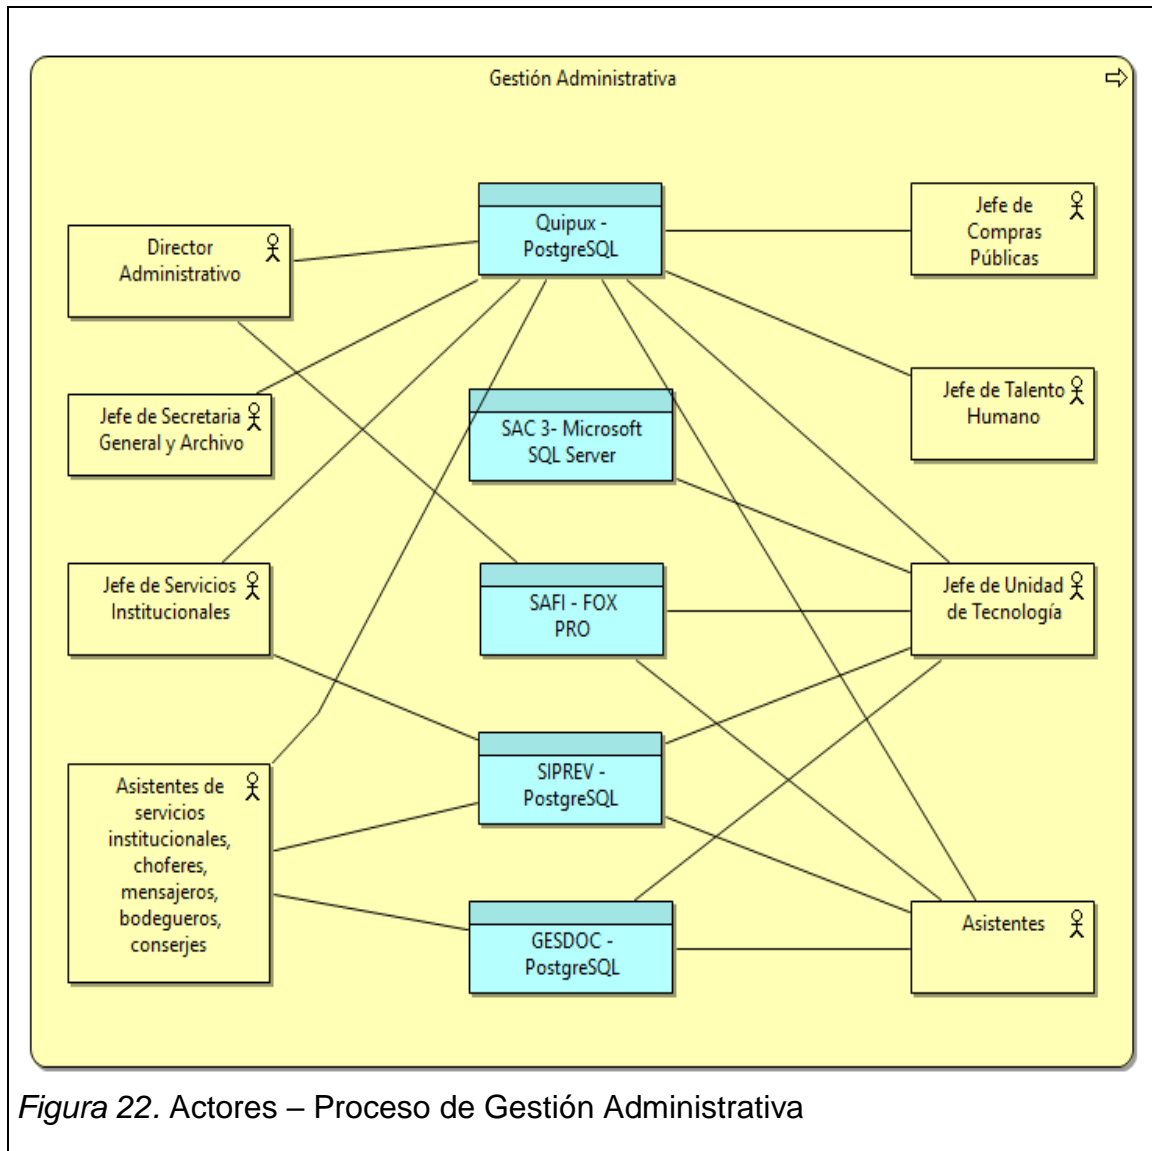 Gestión Administrativa
Director
Administrativo
Jefe de Secretaria
General y Archivo
Jefe de Servicios
Institucionales
Asistentes de
servicios
institucionales,
choferes,
mensajeros,
bodegueros,
conserjes
Quipux -
PostgreSQL
SAC 3- Microsoft
SQL Server
SAFI - FOX
PRO
SIPREV -
PostgreSQL
GESDOC -
PostgreSQL
Jefe de
Compras
Públicas
Jefe de Talento
Humano
Jefe de Unidad
de Tecnología
Asistentes
Figura 22. Actores – Proceso de Gestión Administrativa